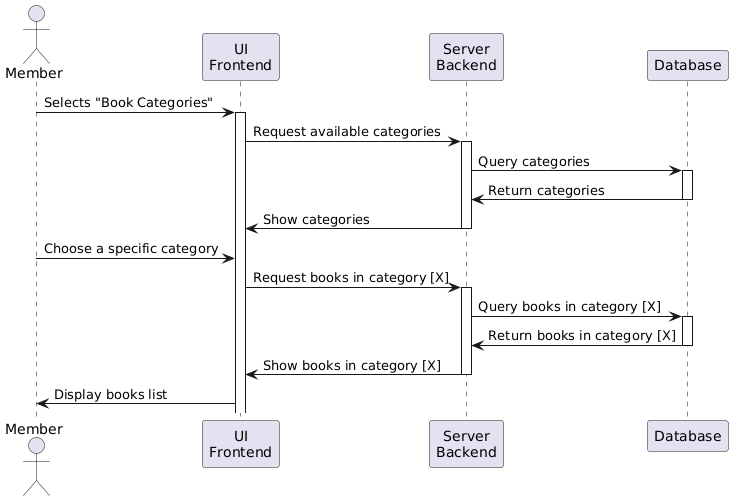 Member
UI
Frontend
Server
Backend
Database
Selects "Book Categories"
Request available categories
Query categories
Return categories
Show categories
Choose a specific category
Request books in category [X]
Query books in category [X]
Return books in category [X]
Show books in category [X]
Display books list
Member
UI
Frontend
Server
Backend
Database